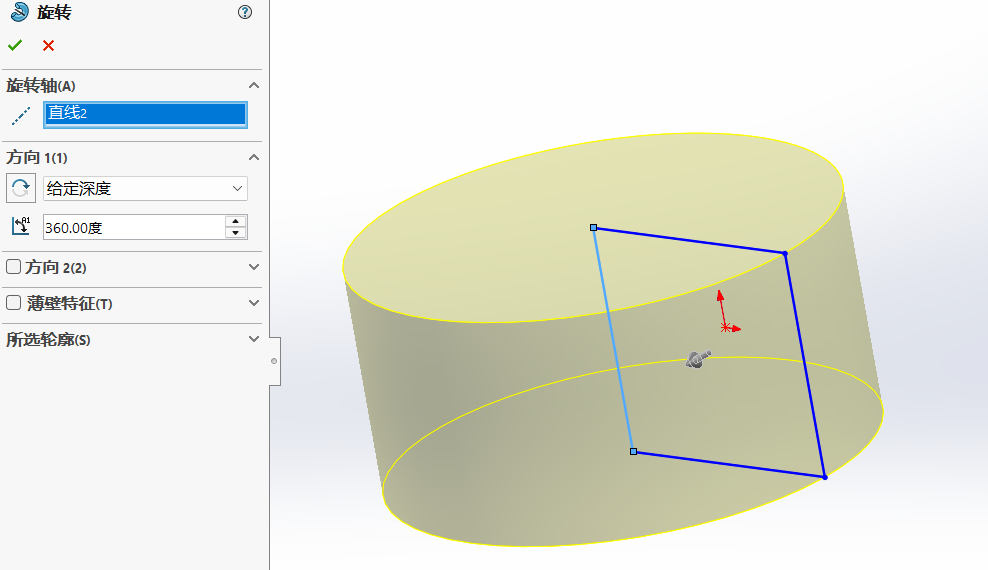 旋转
旋转轴(A)
直线2
方向 1(1)
给定深度
A1
360.00度
方向 2(2)
薄壁特征(T)
所选轮廓(S)